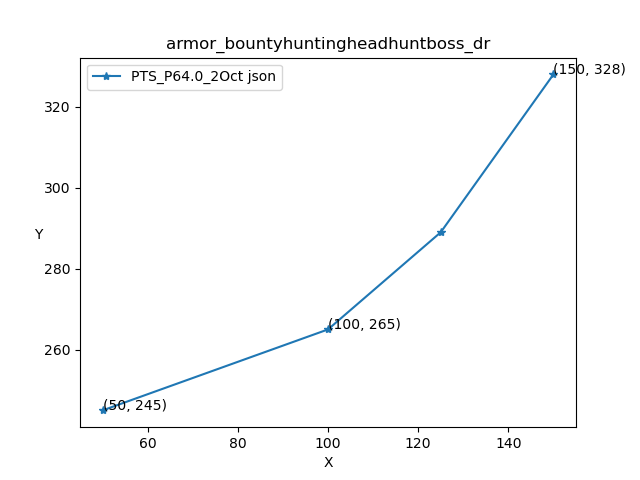 armor_bountyhuntingheadhuntboss_dr
PTS_P64.0_2Oct json
(150, 328)
(100, 265)
(50, 245)
320
300
280
260
Y
60 80 100 120 140
X